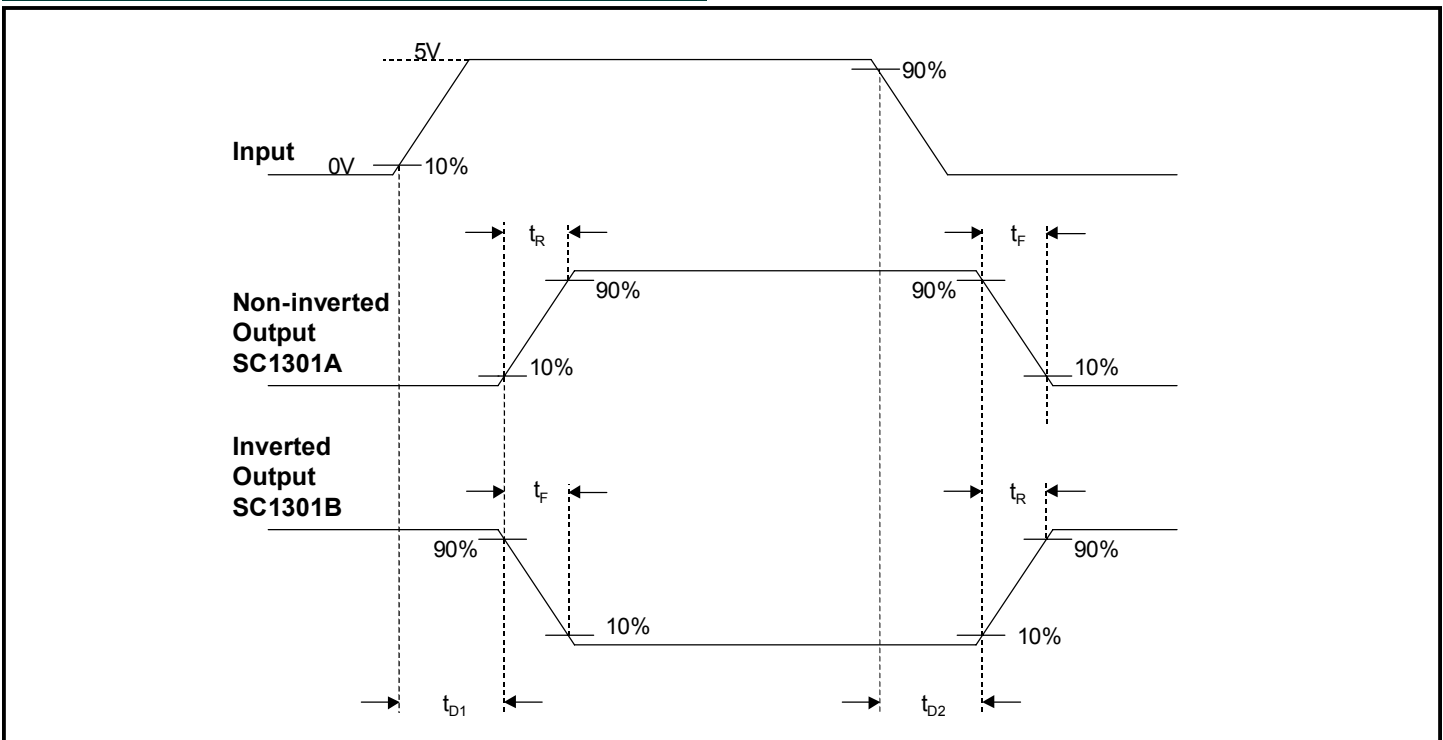 5V
90%
Input
0V
10%
tR
tF
90%
90%
Non-inverted
Output
SC1301A
10%
10%
Inverted
Output
SC1301B
tF
tR
90%
90%
10%
10%
tD1
tD2